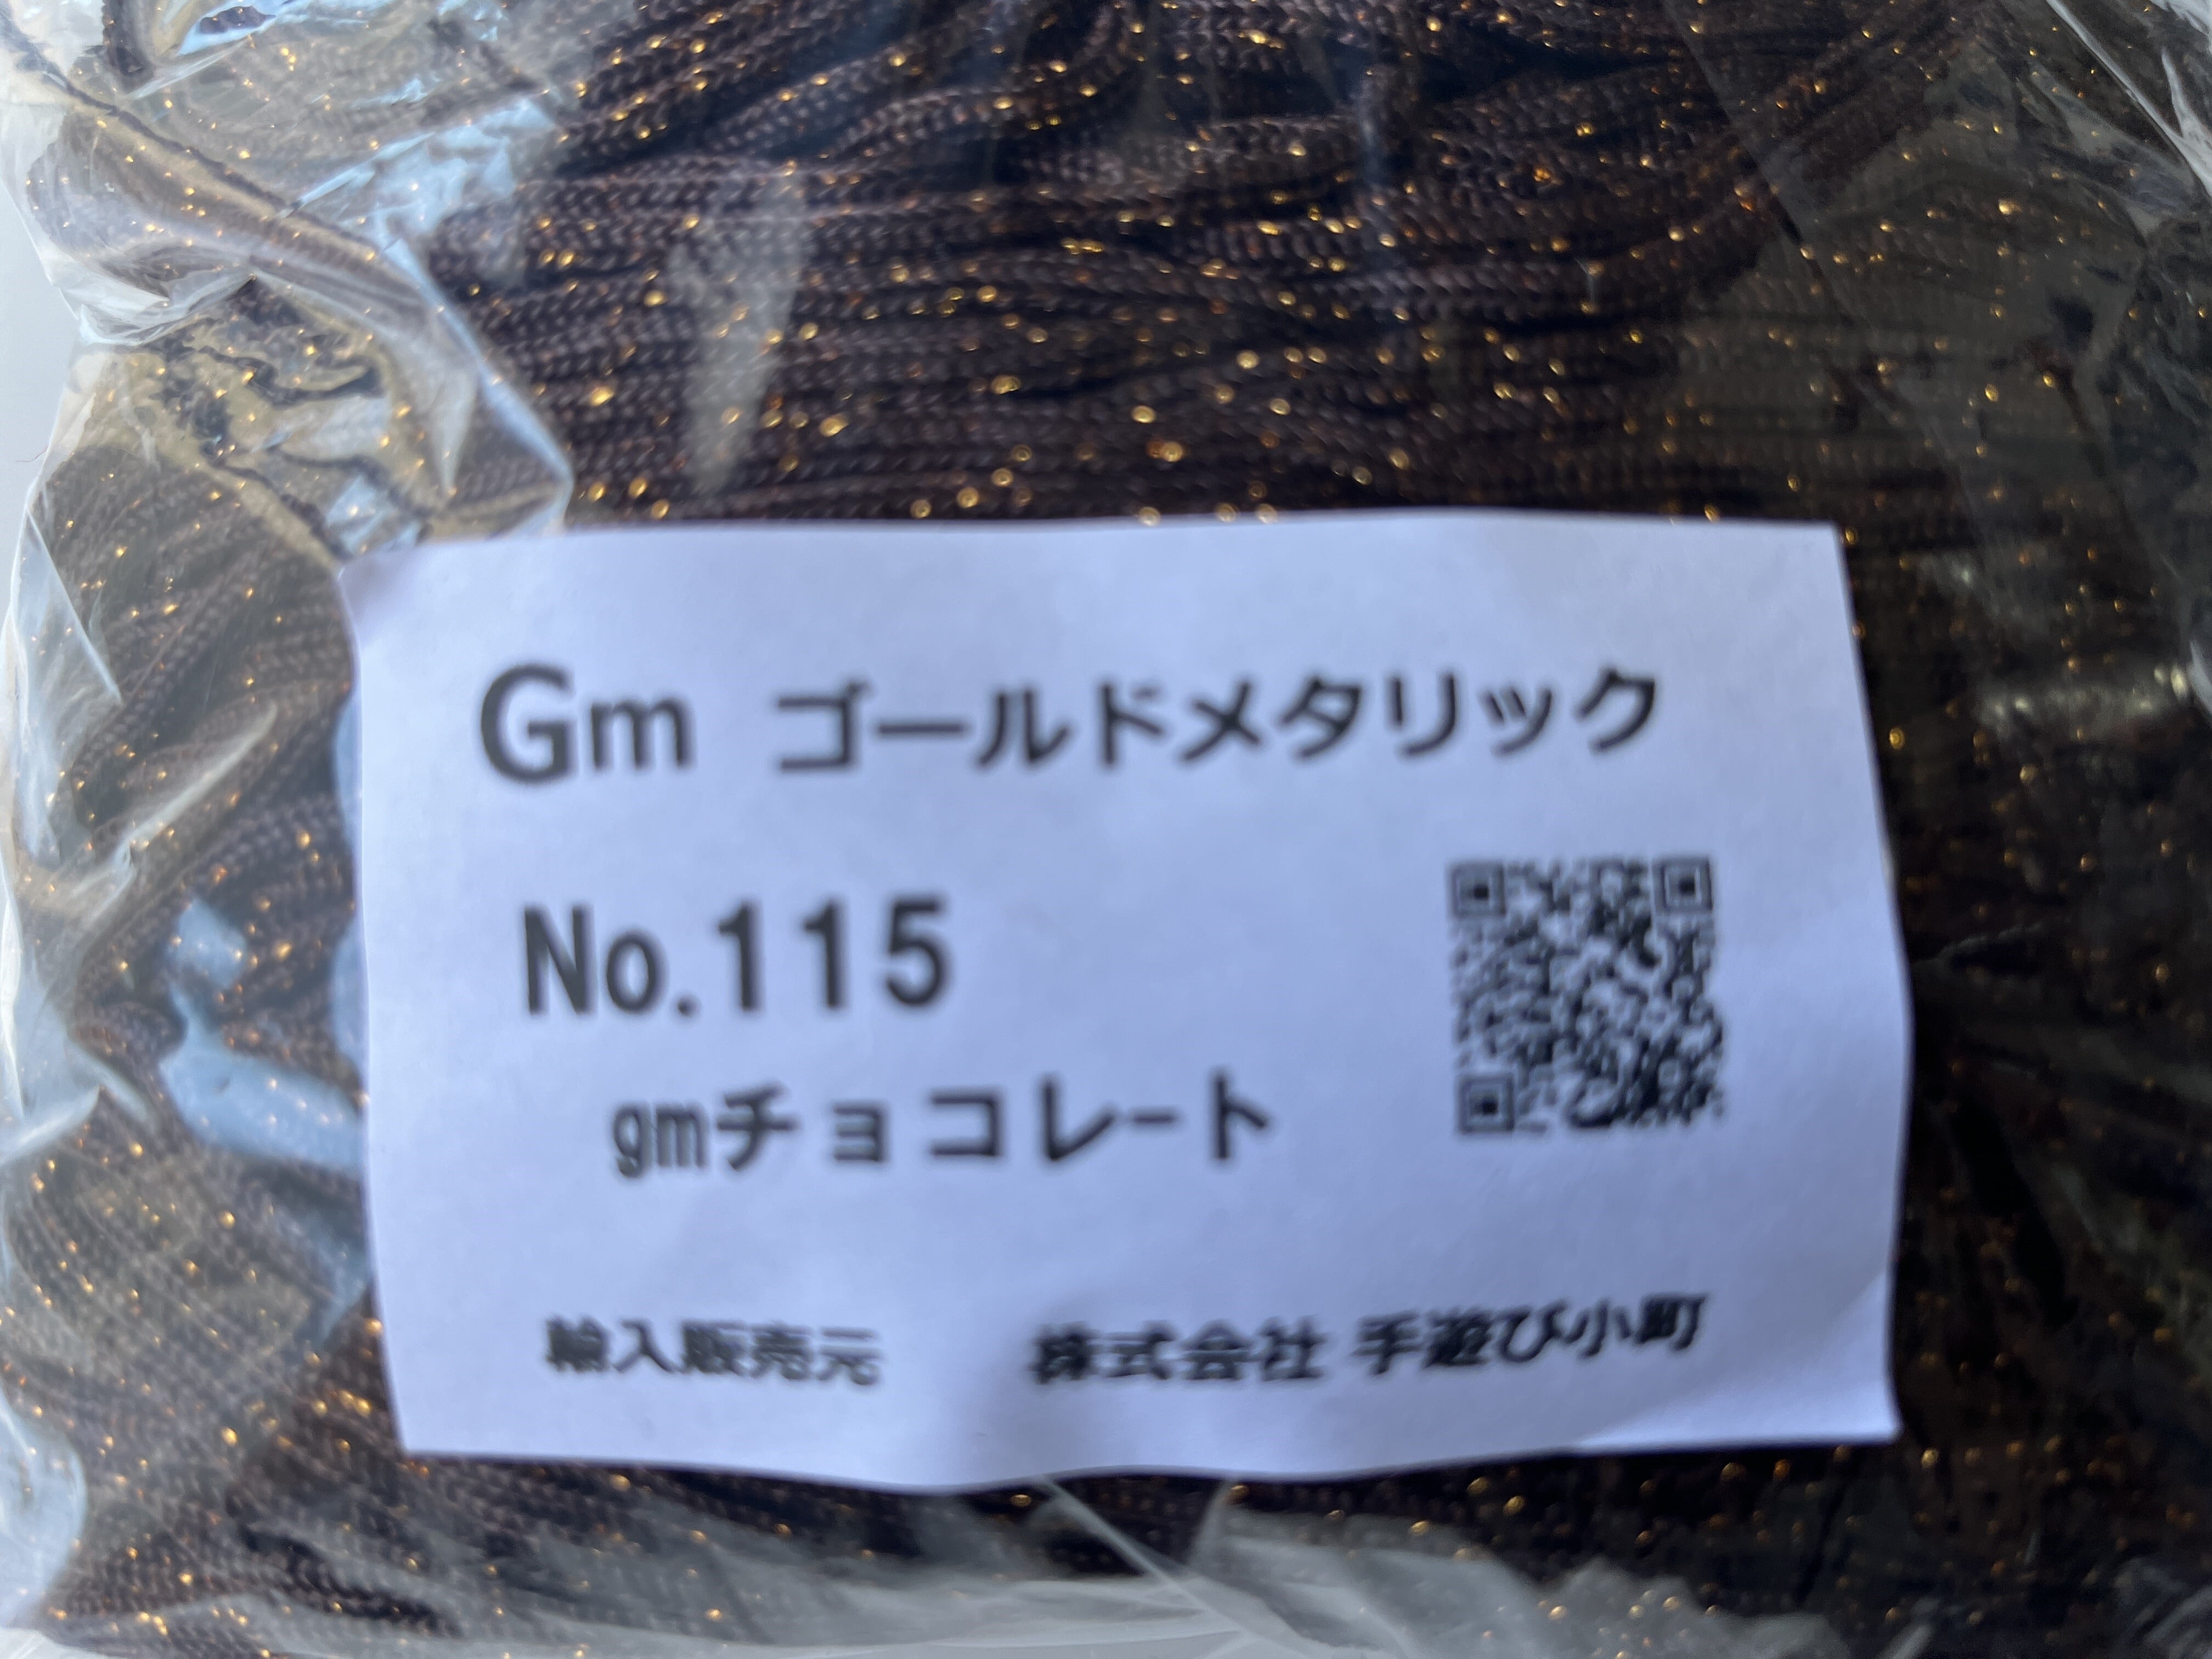 Gm ゴールドメタリック
No.115
gmチョコレート
輸入販売元 株式会社 手遊び小町